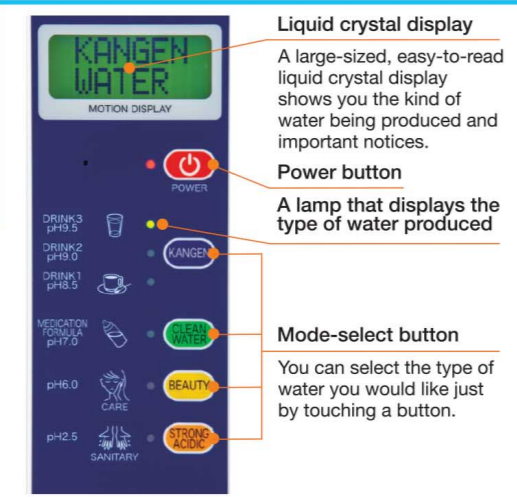 KANGEN
WATER
MOTION DISPLAY
POWER
DRINK3
pH9.5
DRINK2
pH9.0
KANGEN
DRINK1
pH8.5
MEDICATION
FORMULA
pH7.0
CLEAN
WATER
pH6.0
CARE
BEAUTY
pH2.5
SANITARY
STRONG
ACIDIC
Liquid crystal display
A large-sized, easy-to-read
liquid crystal display
shows you the kind of
water being produced and
important notices.
Power button
A lamp that displays the
type of water produced
Mode-select button
You can select the type of
water you would like just
by touching a button.